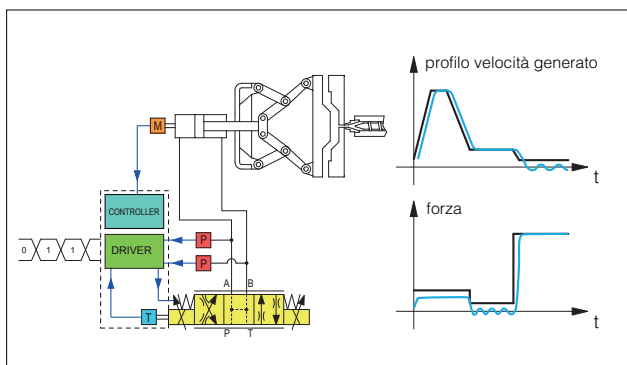 profilo velocità generato
t
M
CONTROLLER
0 1 1
DRIVER
P
P
A B
T
P T
forza
t